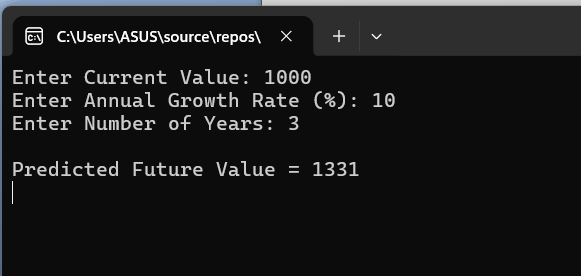 C:\Users\ASUS\source\repos\
Enter Current Value: 1000
Enter Annual Growth Rate (%): 10
Enter Number of Years: 3
Predicted Future Value = 1331